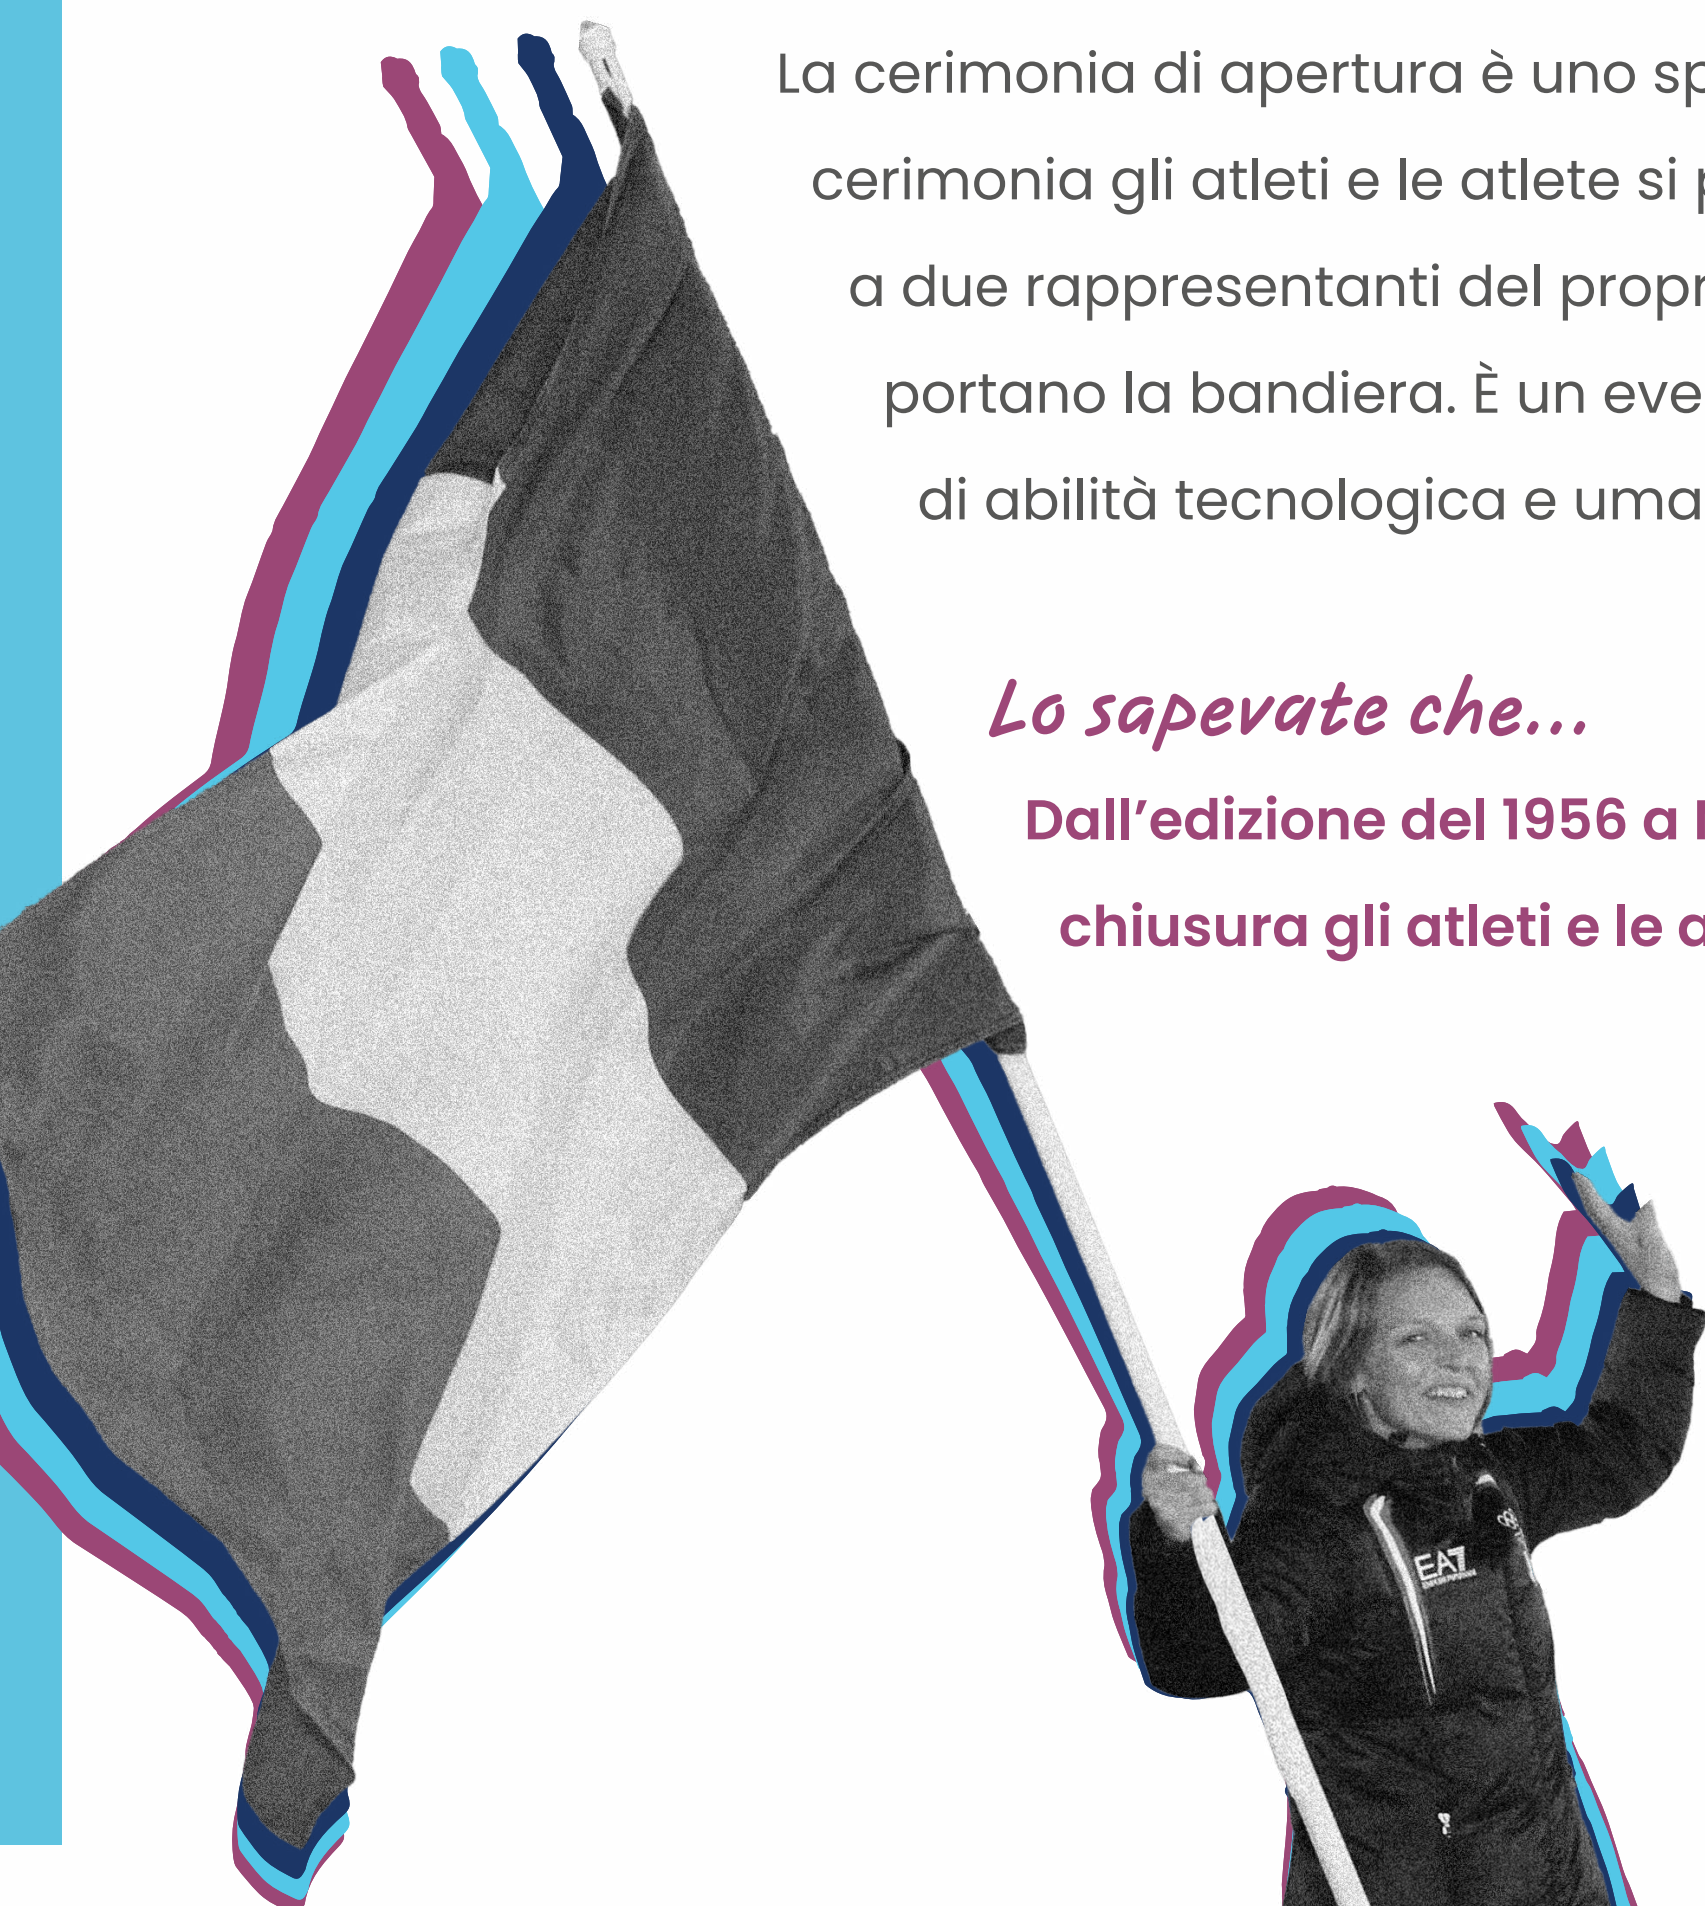 La cerimonia di apertura è uno sp
cerimonia gli atleti e le atlete si p
a due rappresentanti del propr
portano la bandiera. È un eve
di abilità tecnologica e uma
Lo sapevate che...
Dall’edizione del 1956 a
chiusura gli atleti e le a
EA7